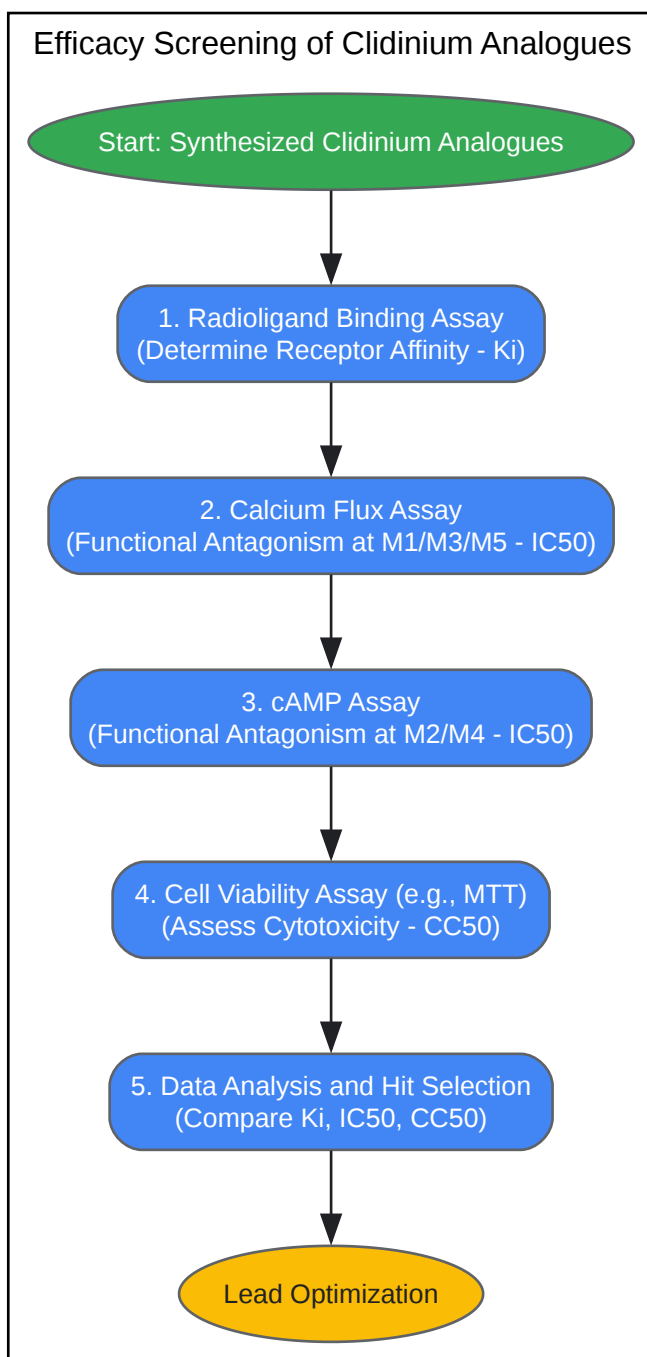 Efficacy Screening of Clidinium Analogues
Start: Synthesized Clidinium Analogues
1. Radioligand Binding Assay
(Determine Receptor Affinity - Ki)
2. Calcium Flux Assay
(Functional Antagonism at M1/M3/M5 - IC50)
3. cAMP Assay
(Functional Antagonism at M2/M4 - IC50)
4. Cell Viability Assay (e.g., MTT)
(Assess Cytotoxicity - CC50)
5. Data Analysis and Hit Selection
(Compare Ki, IC50, CC50)
Lead Optimization